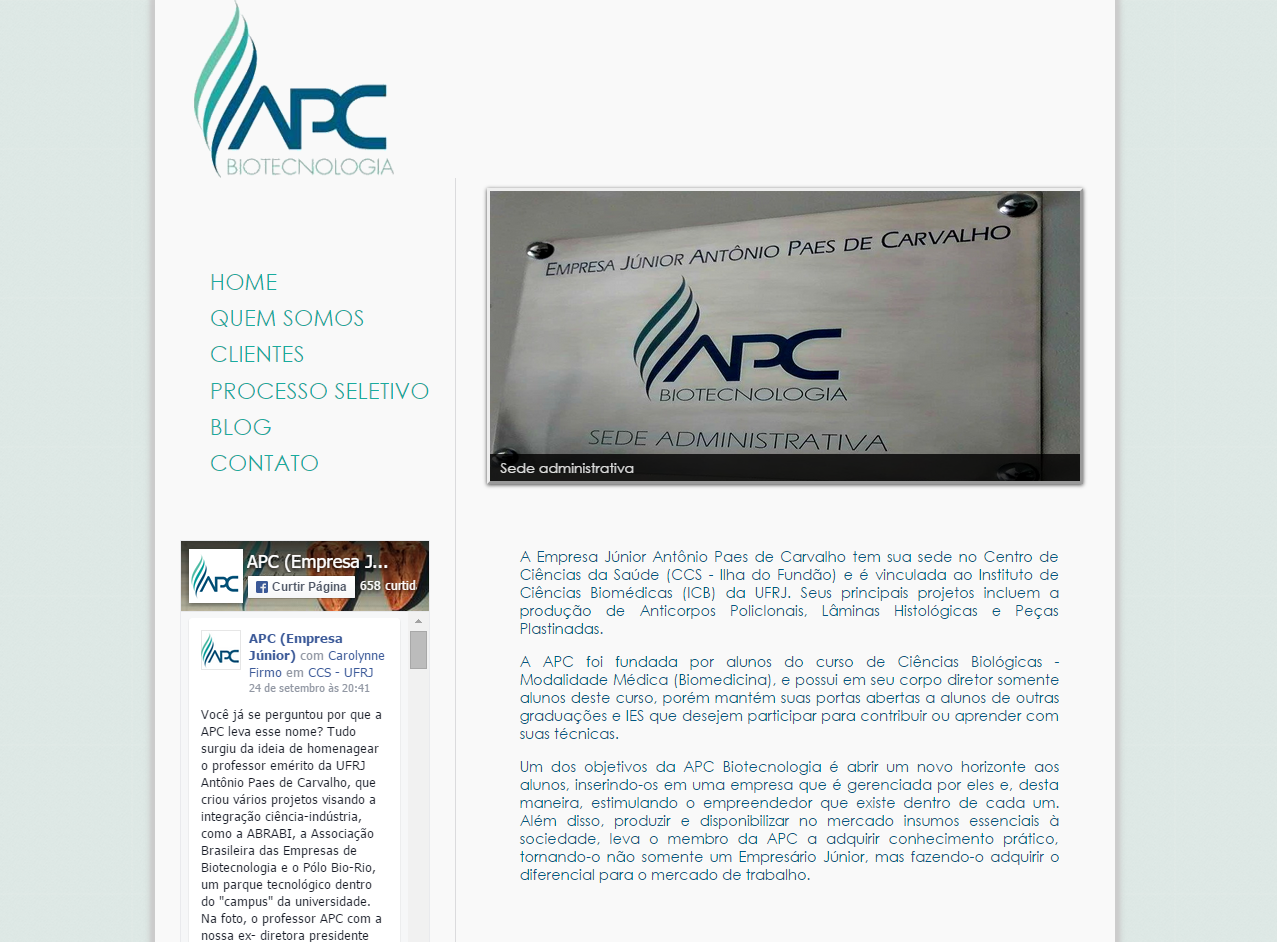 APC
BIOTECNOLOGIA
HOME
QUEM SOMOS
CLIENTES
PROCESSO SELETIVO
BLOG
CONTATO
EMPRESA JÚNIOR ANTÔNIO PAES DE CARVALHO
APC
BIOTECNOLOGIA
SEDE ADMINISTRATIVA
Sede administrativa
APC
APC (Empresa J...
Curtir Página
658 curtid
APC
APC (Empresa
Júnior) com Carolynne
Firmo em CCS - UFRJ
24 de setembro às 20:41
Você já se perguntou por que a
APC leva esse nome? Tudo
surgiu da ideia de homenagear
o professor emérito da UFRJ
Antônio Paes de Carvalho, que
criou vários projetos visando a
integração ciência-indústria,
como a ABRABI, a Associação
Brasileira das Empresas de
Biotecnologia e o Pólo Bio-Rio,
um parque tecnológico dentro
do "campus" da universidade.
Na foto, o professor APC com a
nossa ex- diretora presidente
A Empresa Júnior Antônio Paes de Carvalho tem sua sede no Centro de
Ciências da Saúde (CCS - Ilha do Fundão) e é vinculada ao Instituto de
Ciências Biomédicas (ICB) da UFRJ. Seus principais projetos incluem a
produção de Anticorpos Policlonais, Lâminas Histológicas e Peças
Plastinadas.
A APC foi fundada por alunos do curso de Ciências Biológicas -
Modalidade Médica (Biomedicina), e possui em seu corpo diretor somente
alunos deste curso, porém mantém suas portas abertas a alunos de outras
graduações e IES que desejem participar para contribuir ou aprender com
suas técnicas.
Um dos objetivos da APC Biotecnologia é abrir um novo horizonte aos
alunos, inserindo-os em uma empresa que é gerenciada por eles e, desta
maneira, estimulando o empreendedor que existe dentro de cada um.
Além disso, produzir e disponibilizar no mercado insumos essenciais à
sociedade, leva o membro da APC a adquirir conhecimento prático,
tornando-o não somente um Empresário Júnior, mas fazendo-o adquirir o
diferencial para o mercado de trabalho.